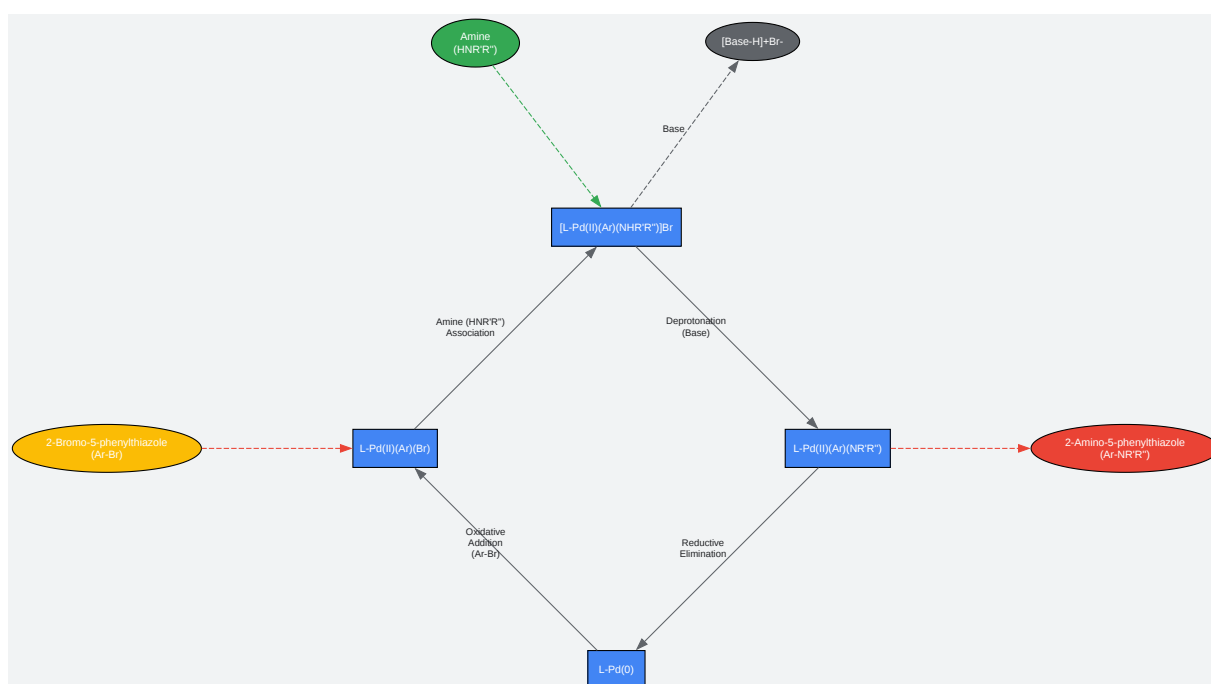 Amine
(HNR'R")
[Base-H]+Br-
Base
[L-Pd(II)(Ar)(NHR'R")]Br
Amine (HNR'R")
Association
Deprotonation
(Base)
2-Bromo-5-phenylthiazole
(Ar-Br)
L-Pd(II)(Ar)(Br)
L-Pd(II)(Ar)(NR'R")
2-Amino-5-phenylthiazole
(Ar-NR'R")
Oxidative
Addition
(Ar-Br)
Reductive
Elimination
L-Pd(0)